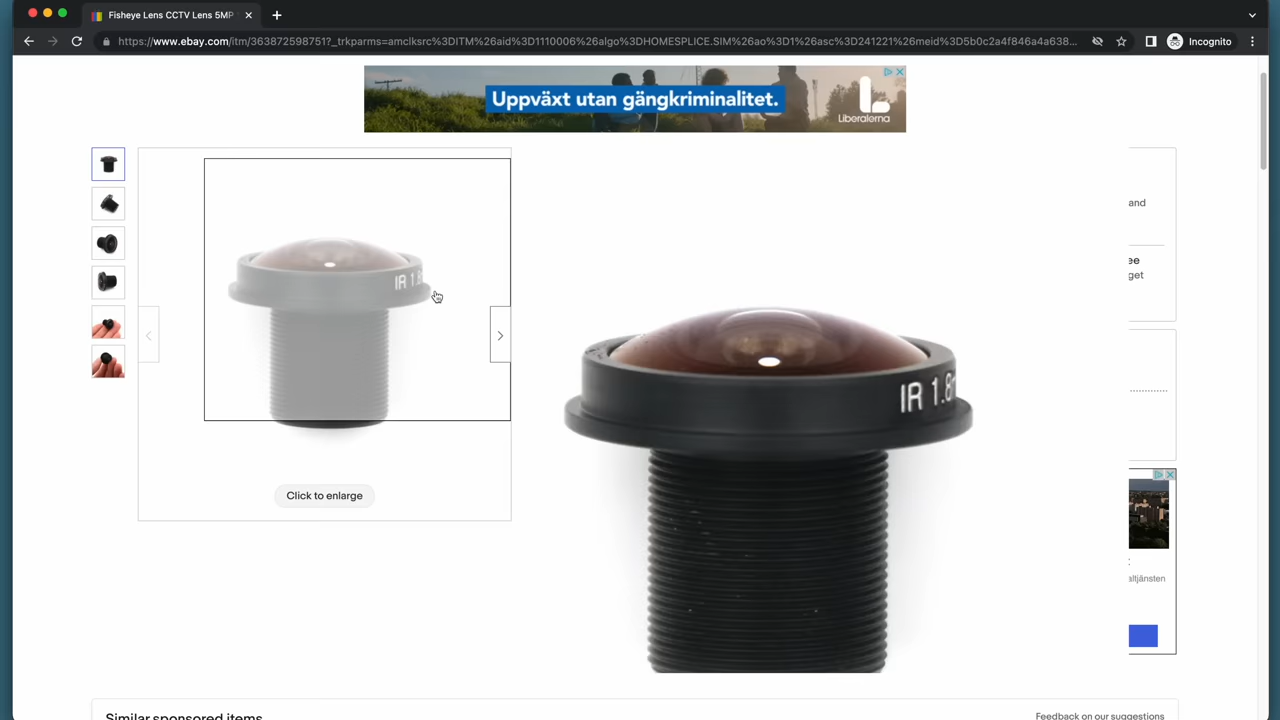 Fisheye Lens CCTV Lens 5MP
https://www.ebay.com/itm/363872598751?_trkparms=amclksrc%3DITM%26aid%3D1110006%26algo%3DHOMESPLICE.SIM%26ao%3D1%26asc%3D241221%26meid%3D5b0c2a4f846a4a638...
Incognito
Uppväxt utan gängkriminalitet.
Liberalerna
and
ee
get
IR 1.8
IR 1.8
Click to enlarge
altjänsten
Similar sponsored items
Feedback on our suggestions